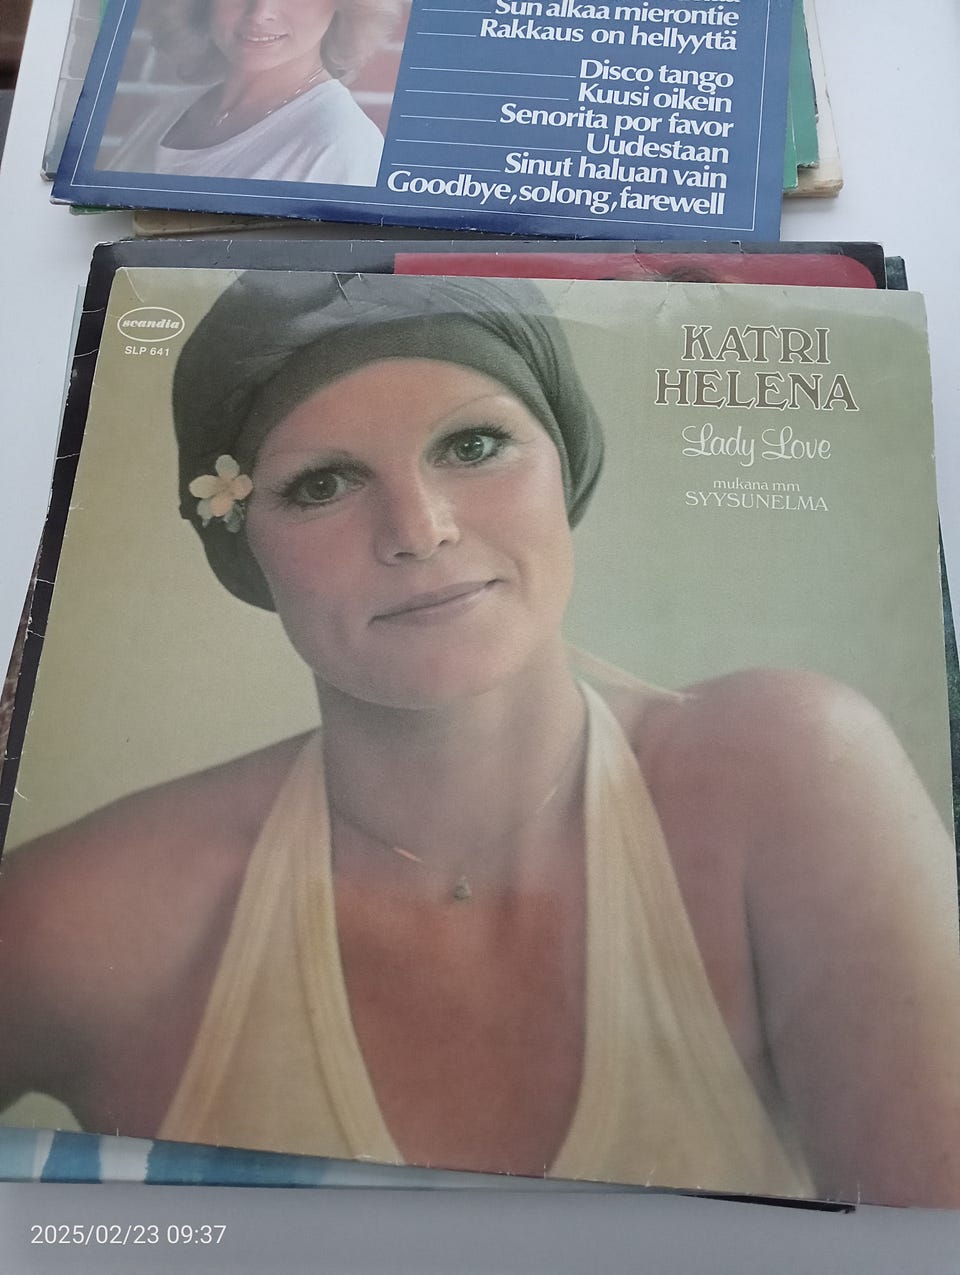 Sun alkaa mierontie
Rakkaus on hellyyttä
Disco tango
Kuusi oikein
Senorita por favor
Uudestaan
Sinut haluan vain
Goodbye, solong, farewell
scandia
SLP 641
KATRI
HELENA
Lady Love
mukana mm
SYYSUNELMA
2025/02/23 09:37